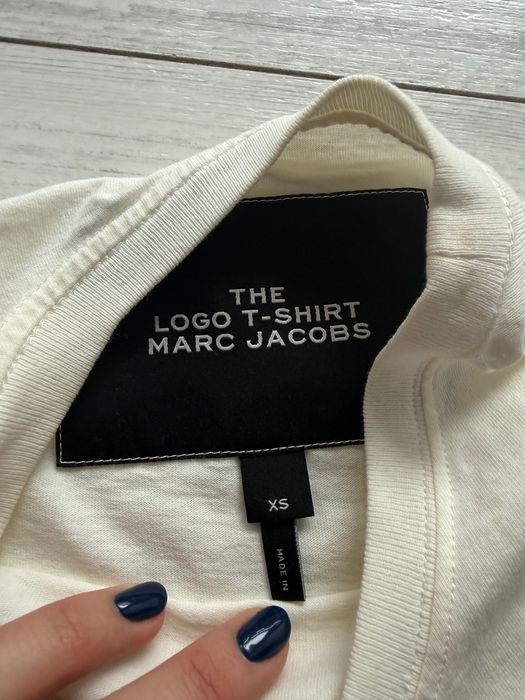 THE
LOGO T-SHIRT
MARC JACOBS
XS
MADE IN